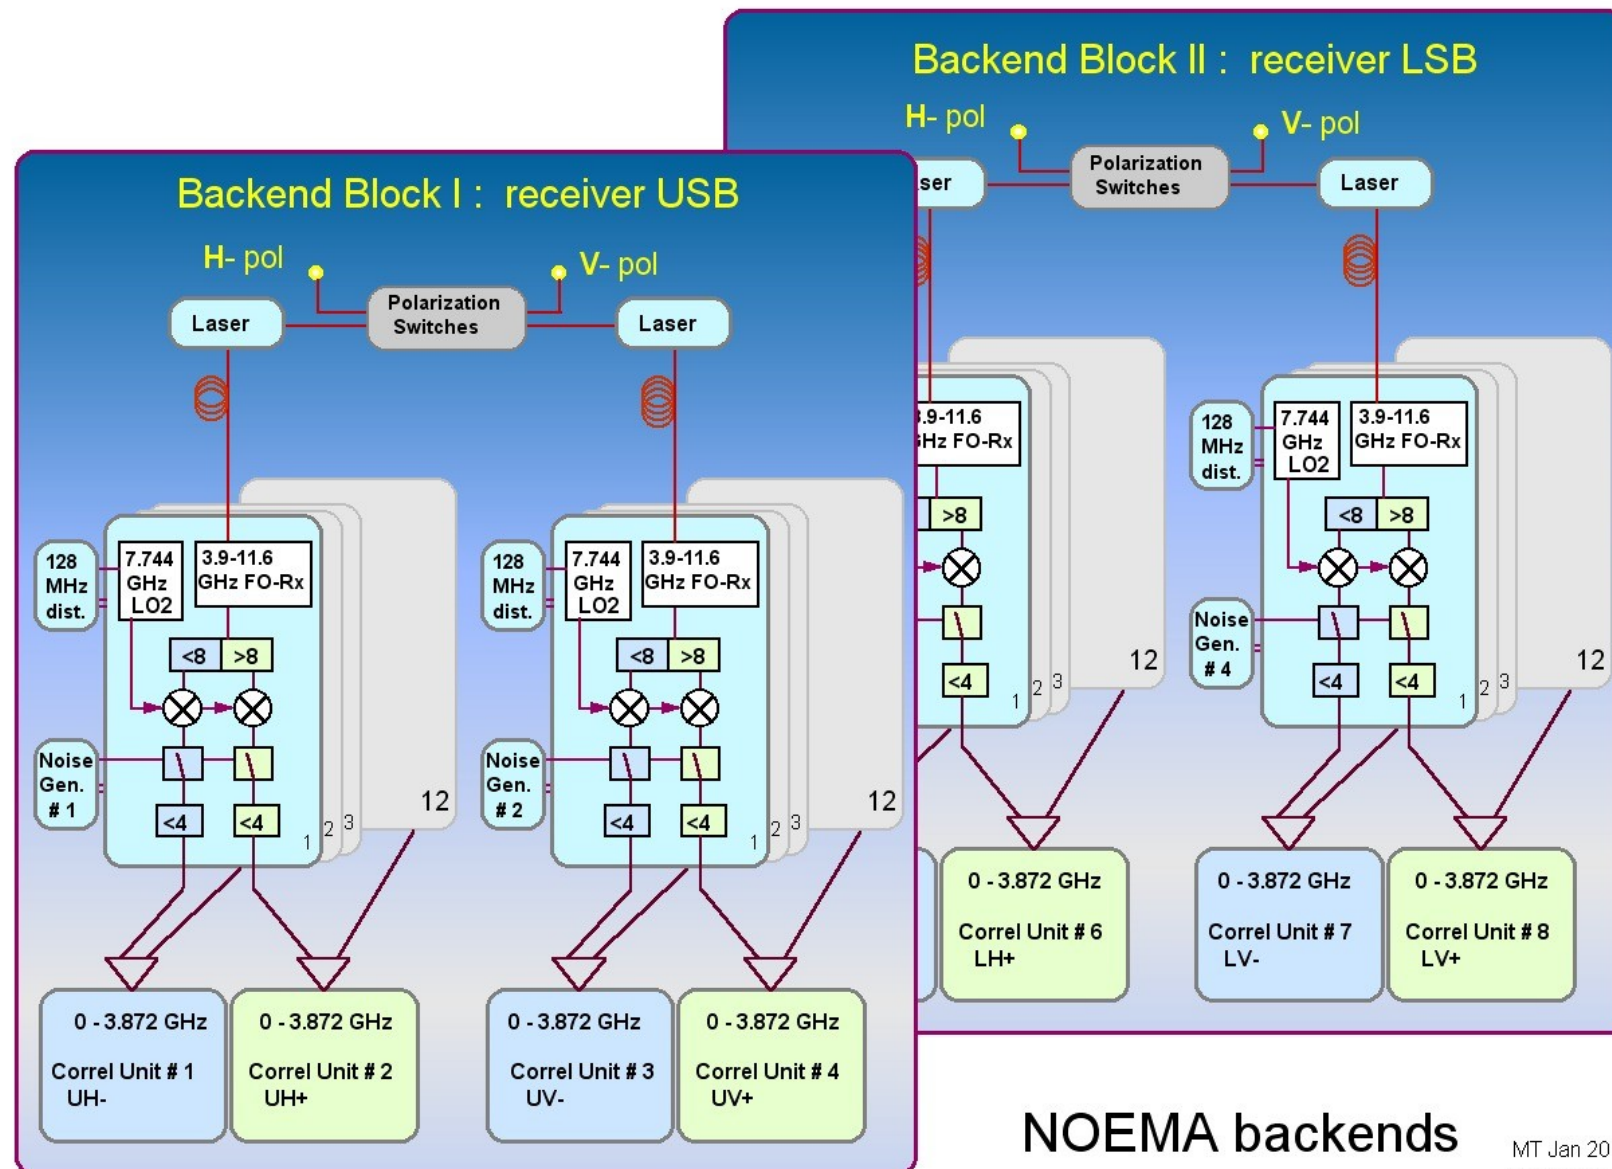 Backend Block II :  receiver LSB
H- pol
V- pol
Polarization
Switches
Laser
128
MHz
dist.
7.744
GHz
LO2
3.9-11.6
GHz FO-Rx
<8
>8
>8
Noise
Gen.
# 4
<4
<4
<4
1
2
3
12
1
2
3
12
0 - 3.872 GHz
Correl Unit # 6
LH+
0 - 3.872 GHz
Correl Unit # 7
LV-
0 - 3.872 GHz
Correl Unit # 8
LV+
Backend Block I :  receiver USB
H- pol
V- pol
Laser
Polarization
Switches
Laser
128
MHz
dist.
7.744
GHz
LO2
3.9-11.6
GHz FO-Rx
<8
>8
Noise
Gen.
# 1
<4
<4
1
2
3
12
128
MHz
dist.
7.744
GHz
LO2
3.9-11.6
GHz FO-Rx
<8
>8
Noise
Gen.
# 2
<4
<4
1
2
3
12
0 - 3.872 GHz
Correl Unit # 1
UH-
0 - 3.872 GHz
Correl Unit # 2
UH+
0 - 3.872 GHz
Correl Unit # 3
UV-
0 - 3.872 GHz
Correl Unit # 4
UV+
NOEMA backends
MT Jan 20